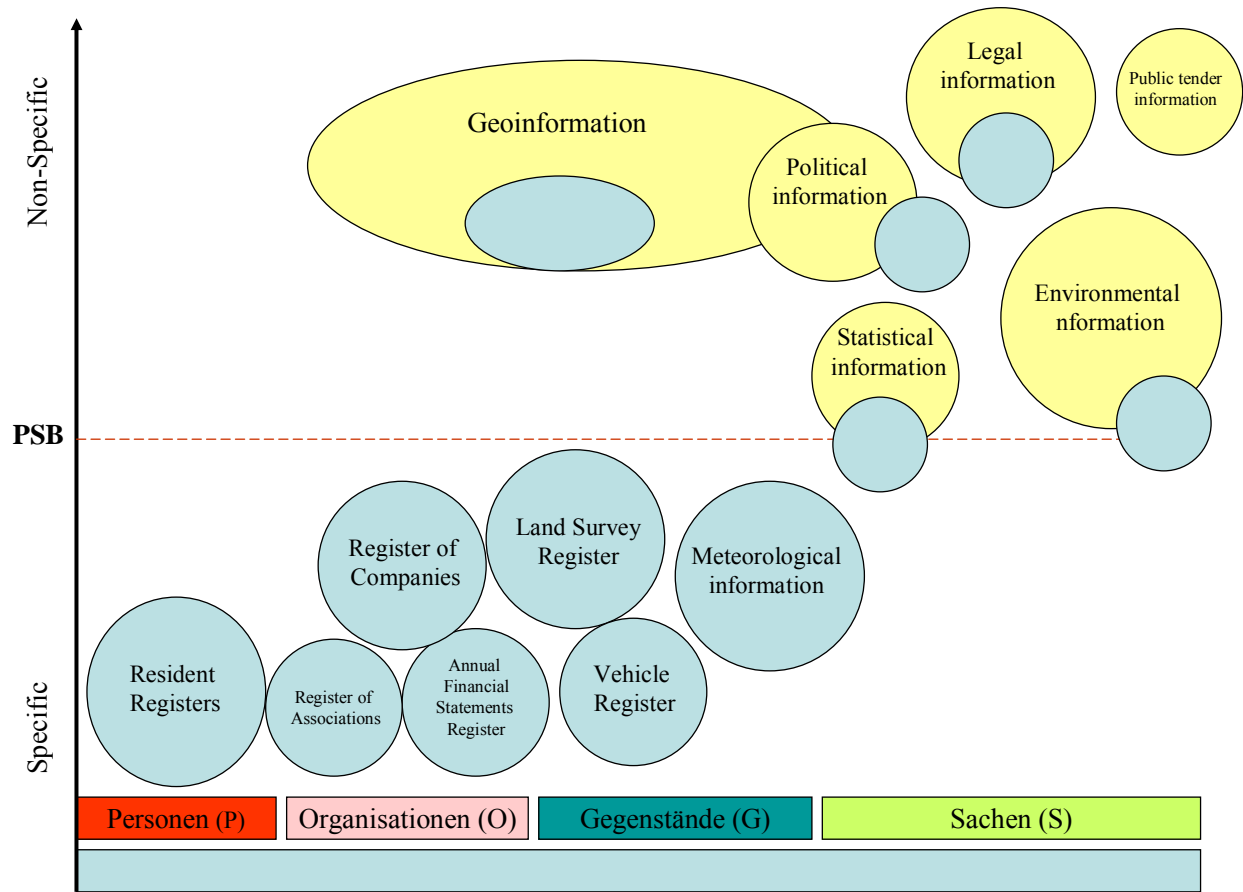 Non-Specific
Geoinformation
Political
information
Legal
information
Public tender
information
Environmental
nformation
Statistical
information
PSB
Specific
Resident
Registers
Register of
Associations
Register of
Companies
Annual
Financial
Statements
Register
Land Survey
Register
Vehicle
Register
Meteorological
information
Personen (P)
Organisationen (O)
Gegenstände (G)
Sachen (S)